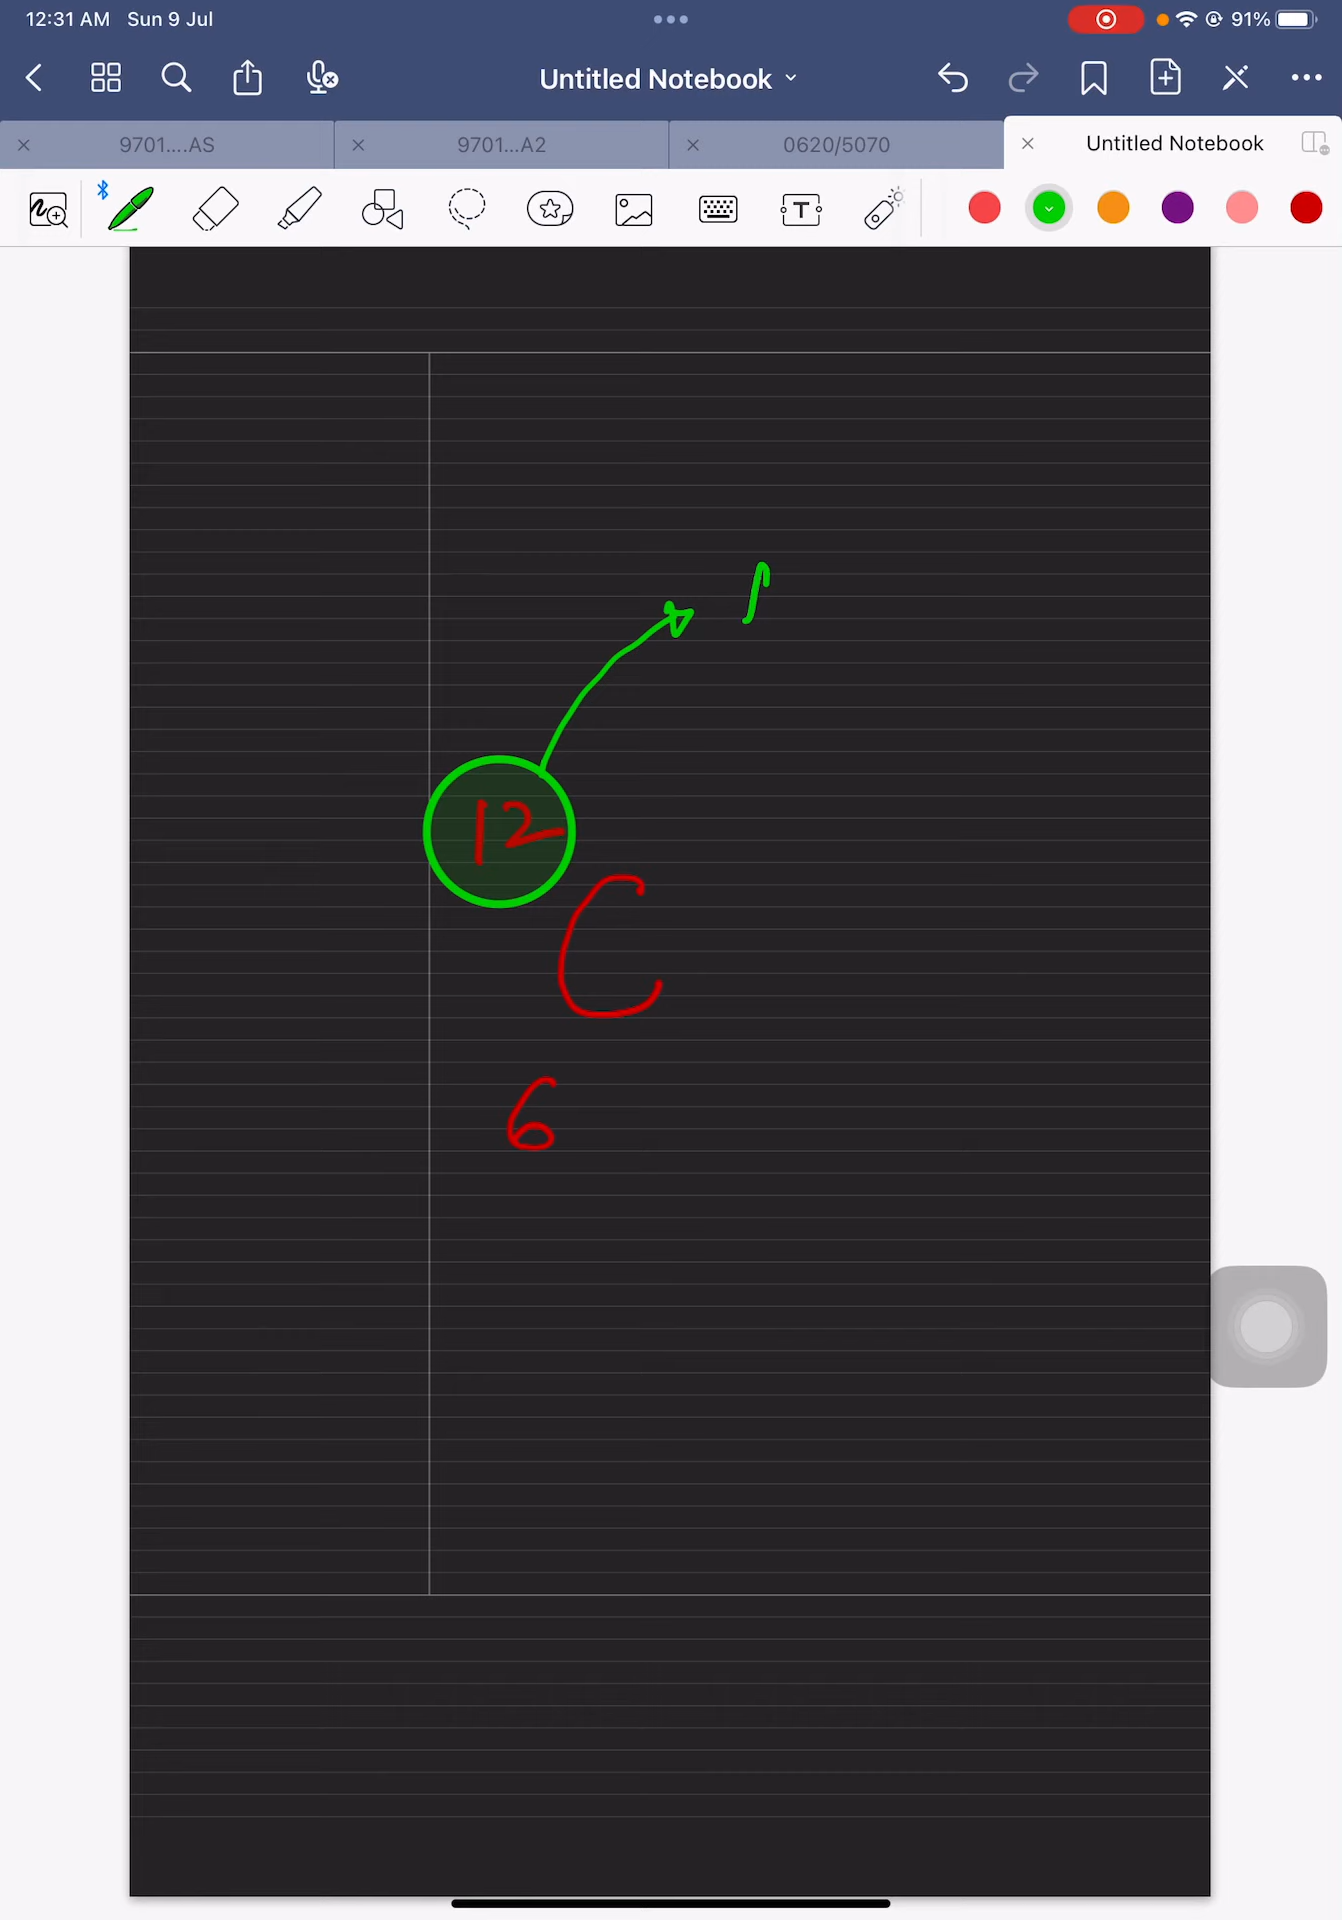 12:31 AM Sun 9 Jul
91%
Untitled Notebook
9701....AS
9701...A2
0620/5070
Untitled Notebook
T
12
C
6